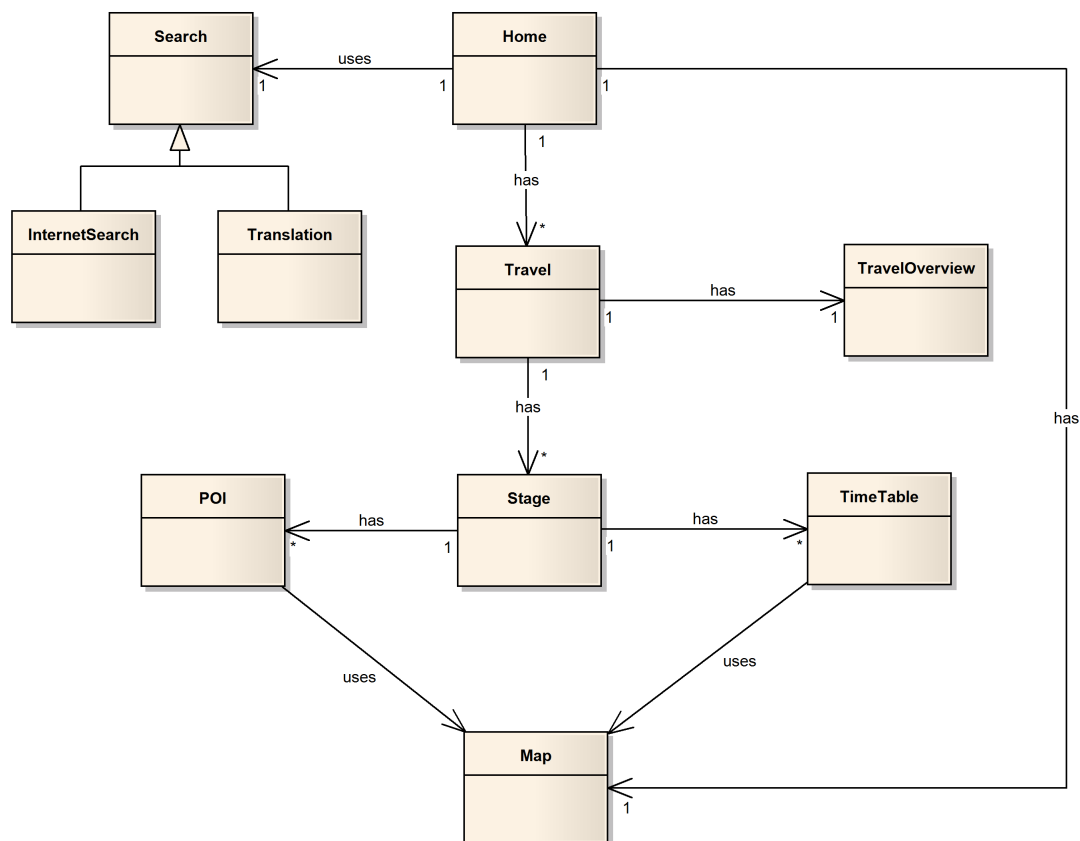 Search
Home
uses
1
1
1
1
has
*
InternetSearch
Translation
Travel
TravelOverview
has
1
1
1
has
has
*
POI
Stage
TimeTable
has
has
*
1
1
*
uses
uses
Map
1